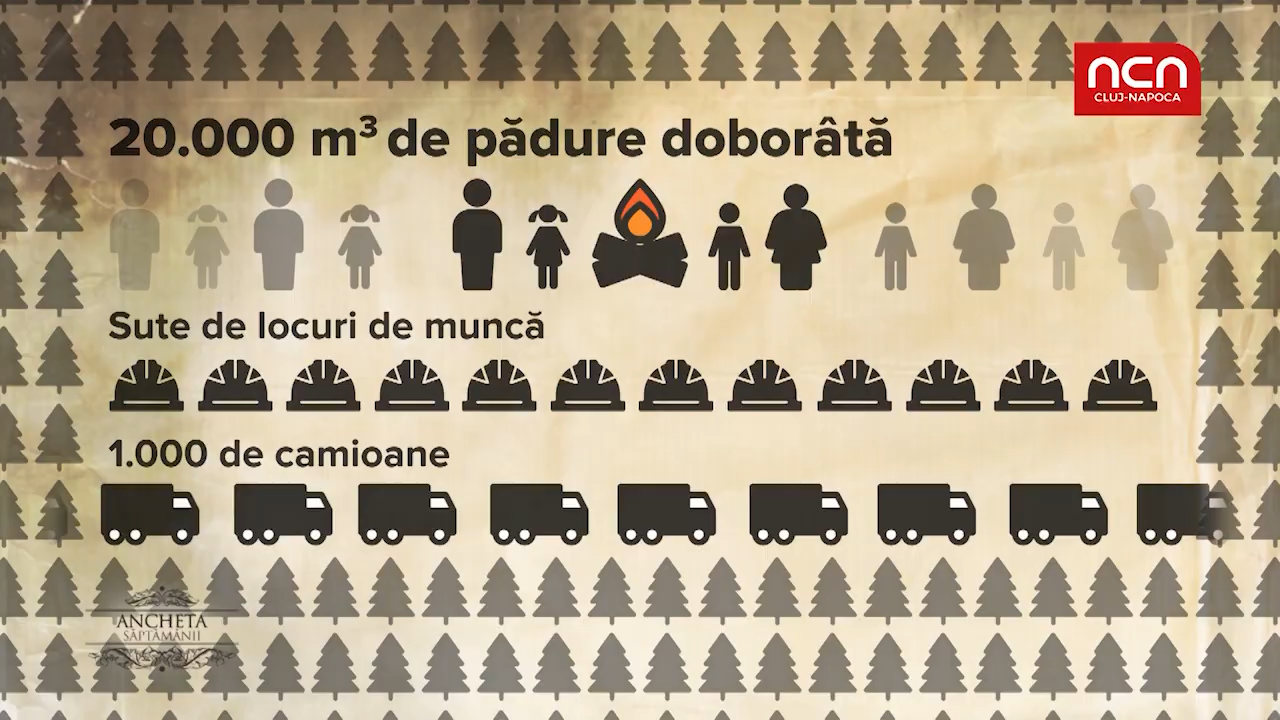 ncn
CLUJ-NAPOCA
20.000 m³ de pădure doborâtă
Sute de locuri de muncă
1.000 de camioane
ANCHETA
SĂPTĂMÂNII